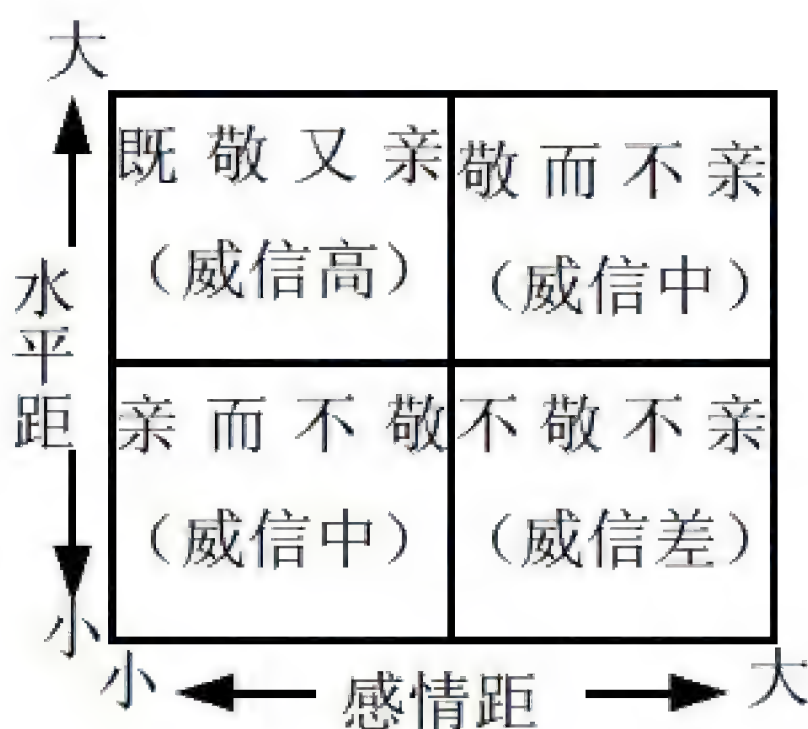 大
既敬又亲
（威信高）
敬而不亲
（威信中）
水平距
亲而不敬
（威信中）
不敬不亲
（威信差）
小
小
感情距
大